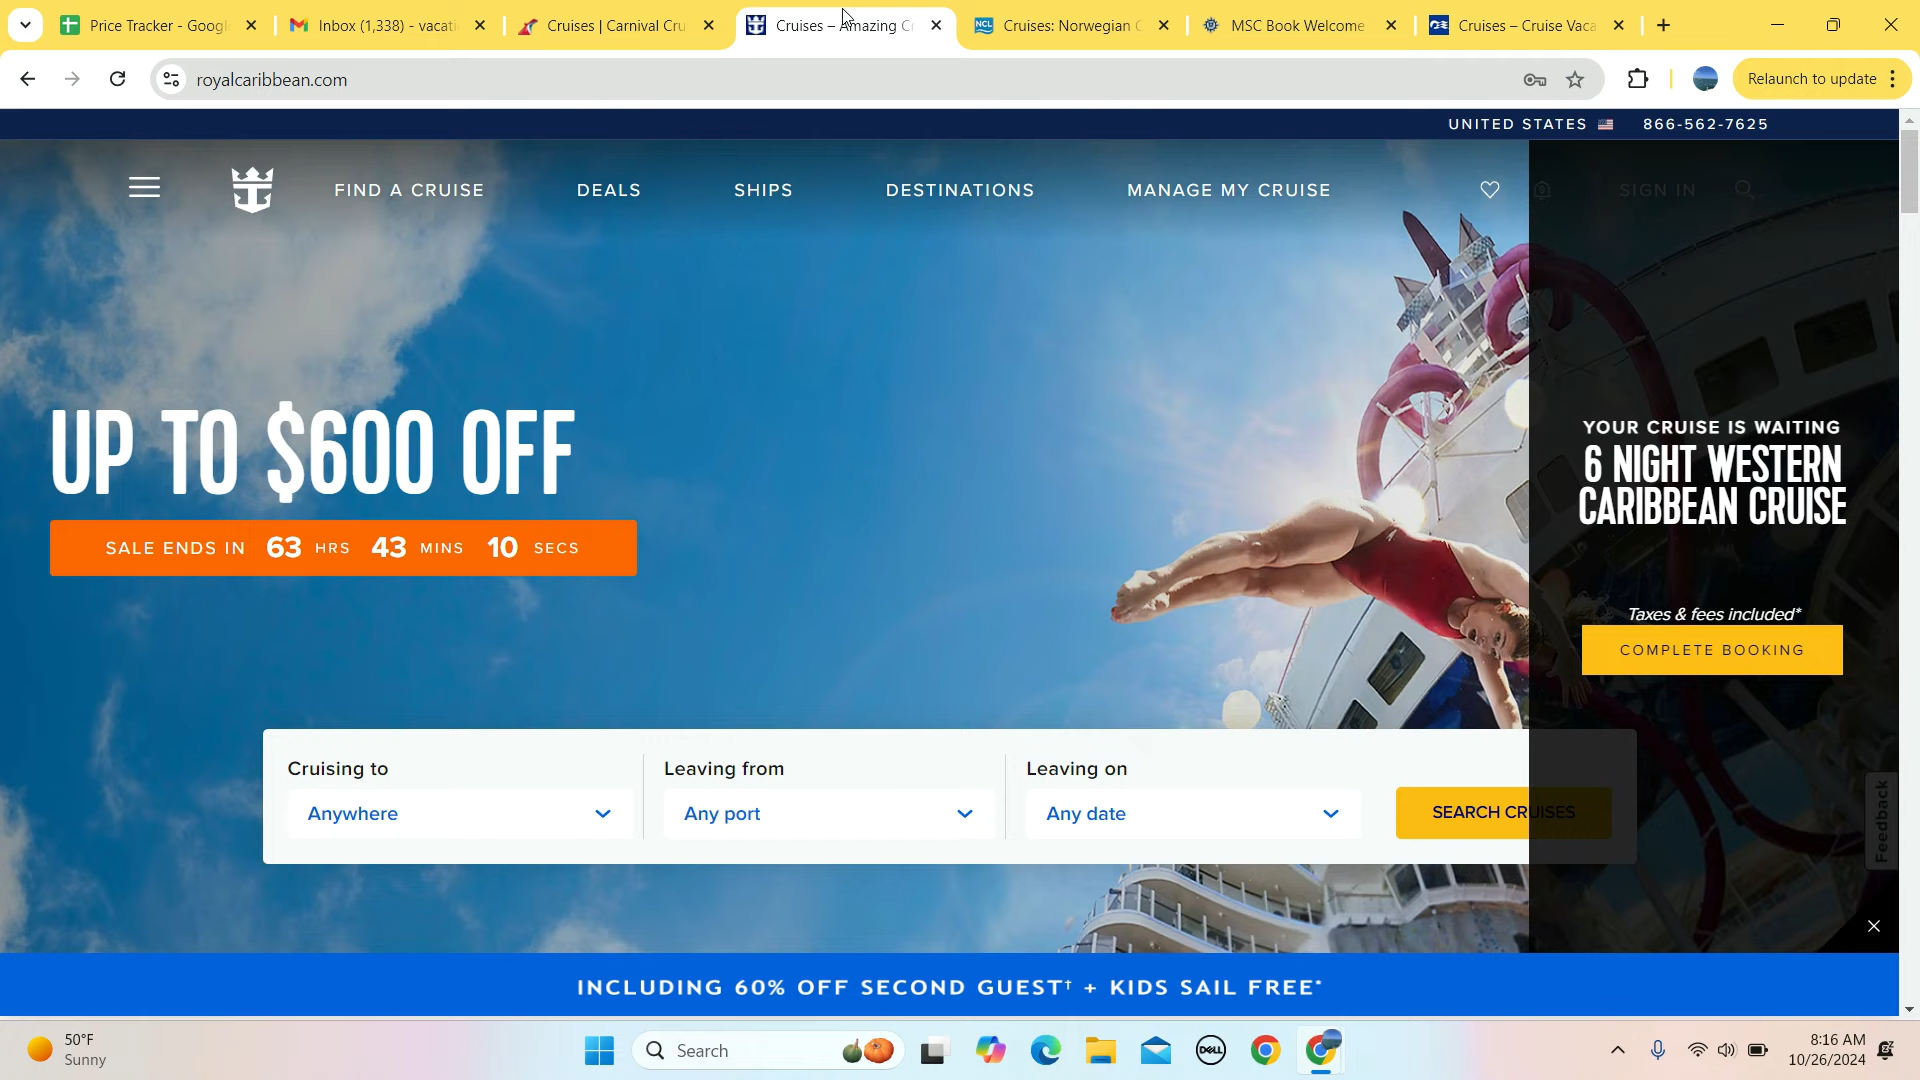 Price Tracker - Googl
Inbox (1,338) - vacati
Cruises | Carnival Cru
Cruises – Amazing Cr
NCL
Cruises: Norwegian C
MSC Book Welcome
Cruises – Cruise Vaca
royalcaribbean.com
Relaunch to update
UNITED STATES 866-562-7625
FIND A CRUISE DEALS SHIPS DESTINATIONS MANAGE MY CRUISE SIGN IN
UP TO $600 OFF
SALE ENDS IN 63 HRS 43 MINS 10 SECS
YOUR CRUISE IS WAITING
6 NIGHT WESTERN
CARIBBEAN CRUISE
Taxes & fees included*
COMPLETE BOOKING
Cruising to Leaving from Leaving on
Anywhere Any port Any date
SEARCH CRUISES
Feedback
INCLUDING 60% OFF SECOND GUEST† + KIDS SAIL FREE*
50°F
Sunny
Search
DELL
8:16 AM
10/26/2024